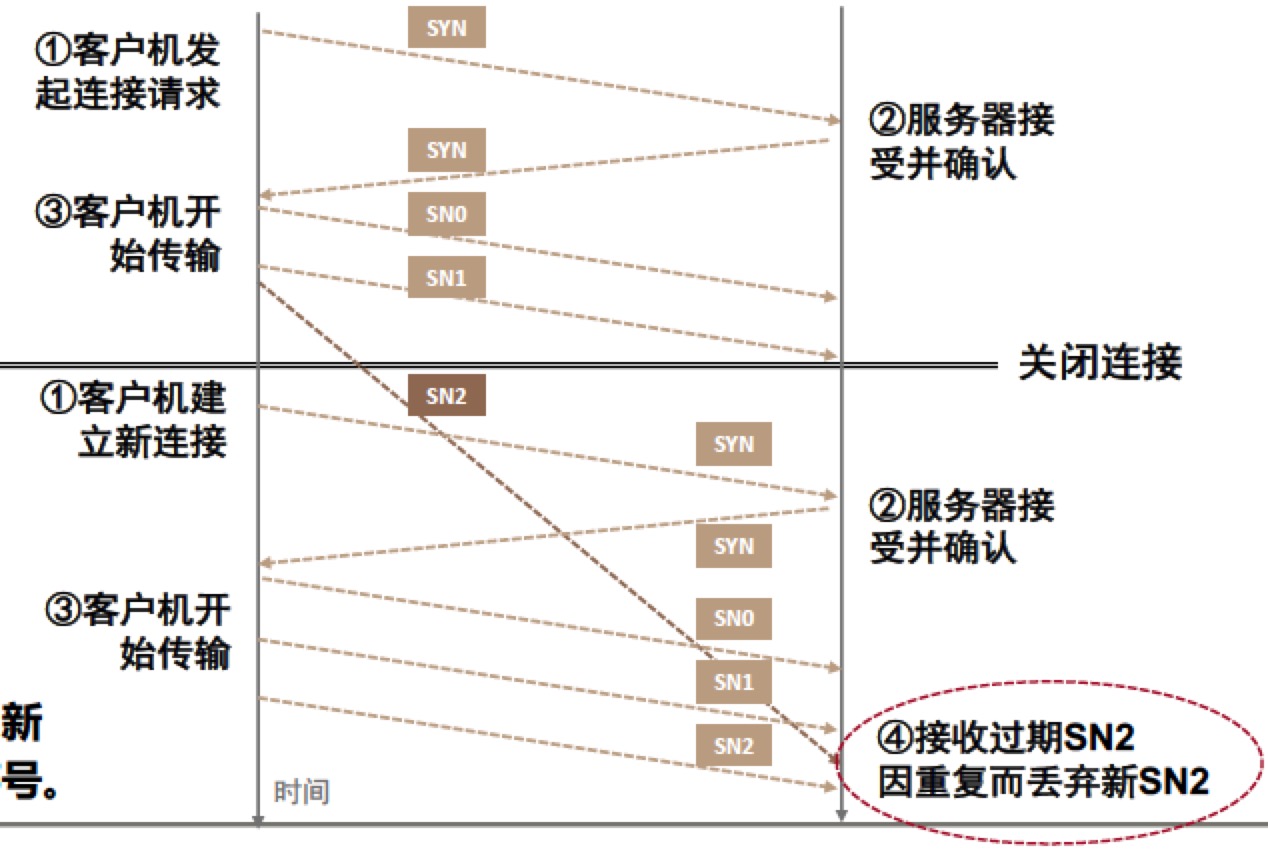 SYN
①客户机发
起连接请求
②服务器接
受并确认
SYN
③客户机开
始传输
SN0
SN1
关闭连接
①客户机建
立新连接
SN2
SYN
②服务器接
受并确认
SYN
③客户机开
始传输
SN0
SN1
新
号。
SN2
④接收过期SN2
因重复而丢弃新SN2
时间